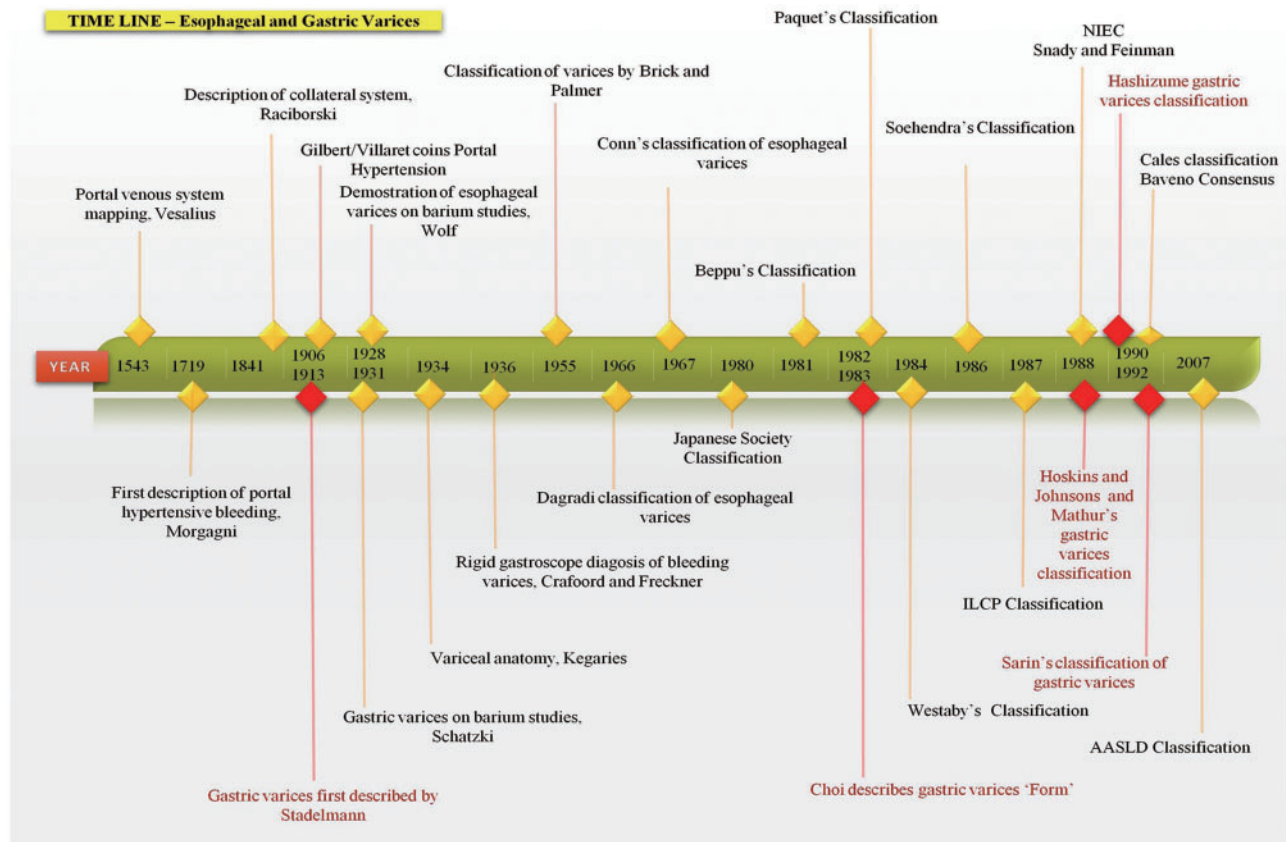 TIME LINE – Esophageal and Gastric Varices
Paquet's Classification
NIEC
Snady and Feinman
Classification of varices by Brick and
Palmer
Hashizume gastric
varices classification
Description of collateral system,
Raciborski
Soehendra's Classification
Gilbert/Villaret coins Portal
Hypertension
Conn's classification of esophageal
varices
Cales classification
Baveno Consensus
Portal venous system
mapping, Vesalius
Demostration of esophageal
varices on barium studies,
Wolf
Beppu's Classification
YEAR
1543
1719
1841
1906
1913
1928
1931
1934
1936
1955
1966
1967
1980
1981
1982
1983
1984
1986
1987
1988
1990
1992
2007
Japanese Society
Classification
First description of portal
hypertensive bleeding,
Morgagni
Dagradi classification of esophageal
varices
Hoskins and
Johnsons and
Mathur's
gastric
varices
classification
Rigid gastroscope diagosis of bleeding
varices, Crafoord and Freckner
ILCP Classification
Variceal anatomy, Kegaries
Sarin's classification of
gastric varices
Gastric varices on barium studies,
Schatzki
Westaby's Classification
AASLD Classification
Gastric varices first described by
Stadelmann
Choi describes gastric varices 'Form'